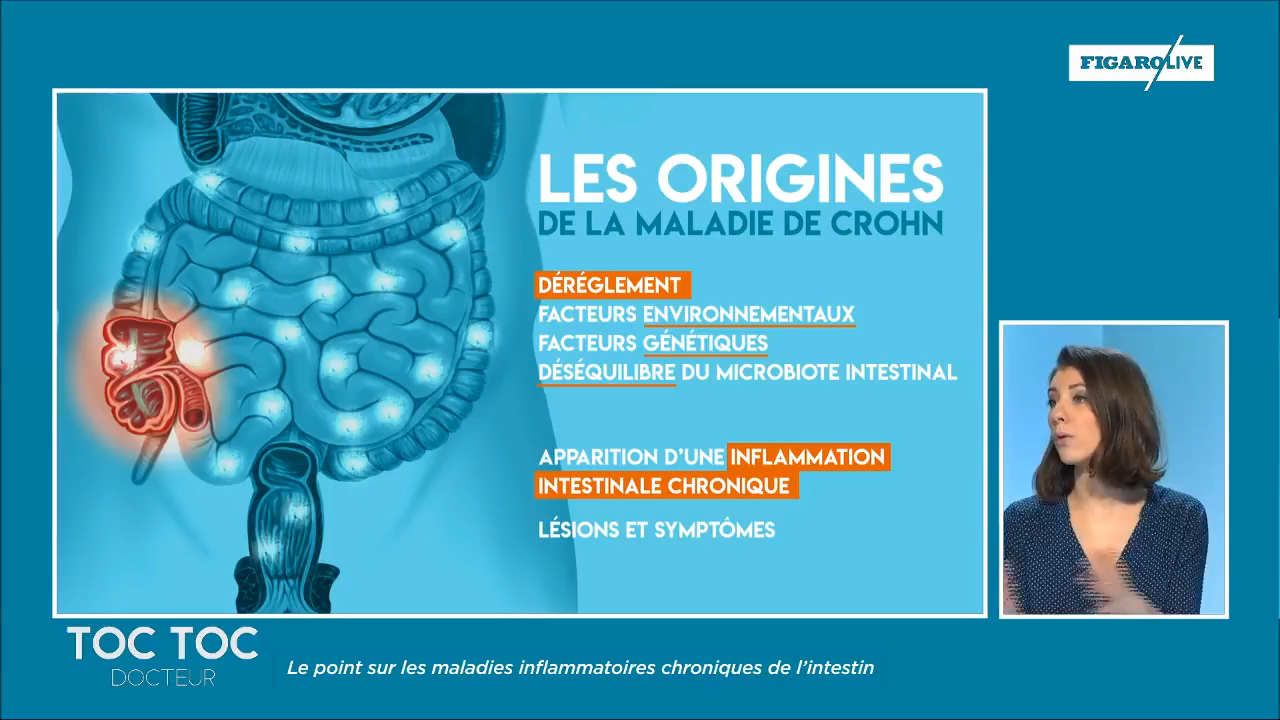 FIGARO LIVE
LES ORIGINES
DE LA MALADIE DE CROHN
DÉRÉGLEMENT
FACTEURS ENVIRONNEMENTAUX
FACTEURS GÉNÉTIQUES
DÉSÉQUILIBRE DU MICROBIOTE INTESTINAL
APPARITION D'UNE INFLAMMATION
INTESTINALE CHRONIQUE
LÉSIONS ET SYMPTÔMES
TOC TOC
DOCTEUR
Le point sur les maladies inflammatoires chroniques de l'intestin